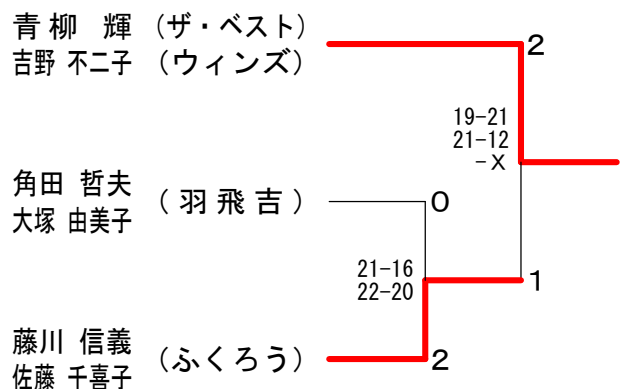 青柳 輝 (ザ・ベスト)
吉野 不二子 (ウィンズ)
2
19-21
21-12
-X
角田 哲夫
大塚 由美子
(羽飛吉)
0
21-16
22-20
1
藤川 信義
佐藤 千喜子
(ふくろう)
2